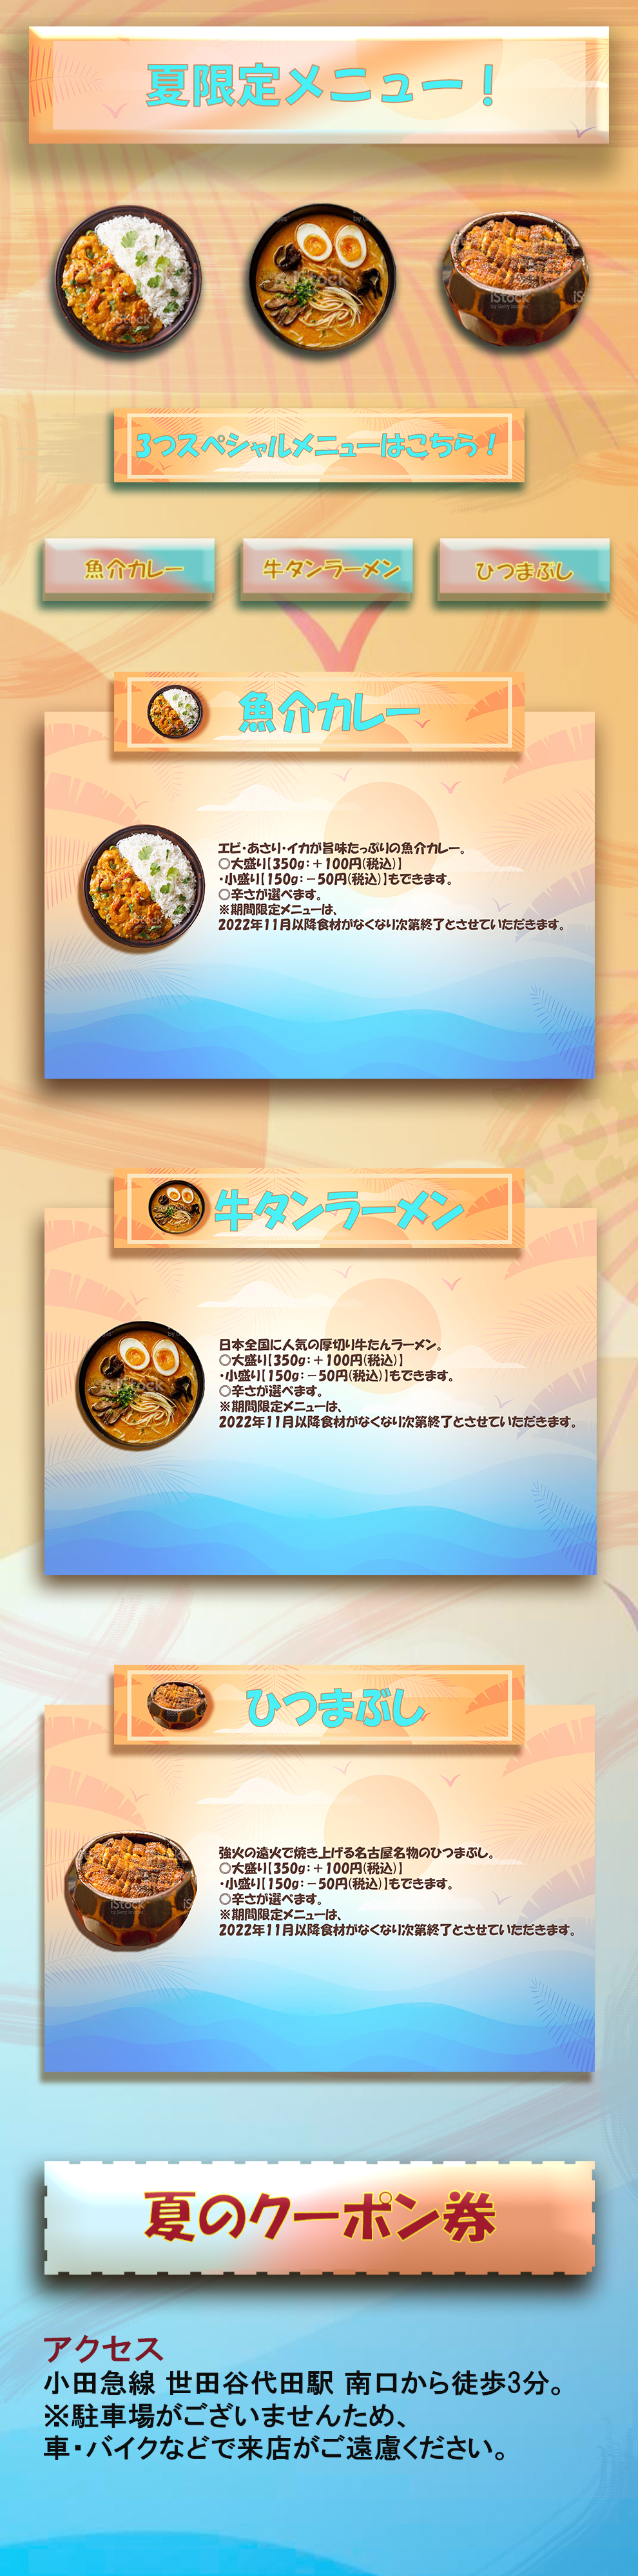 夏限定メニュー！
iStock
by Getty Images
3つスペシャルメニューはこちら！
魚介カレー
牛タンラーメン
ひつまぶし
魚介カレー
エビ・あさり・イカが旨味たっぷりの魚介カレー。
○大盛り【350g：＋100円(税込)】
・小盛り【150g：－50円(税込)】もできます。
○辛さが選べます。
※期間限定メニューは、
2022年11月以降食材がなくなり次第終了とさせていただきます。
牛タンラーメン
日本全国に人気の厚切り牛たんラーメン。
○大盛り【350g：＋100円(税込)】
・小盛り【150g：－50円(税込)】もできます。
○辛さが選べます。
※期間限定メニューは、
2022年11月以降食材がなくなり次第終了とさせていただきます。
ひつまぶし
強火の遠火で焼き上げる名古屋名物のひつまぶし。
○大盛り【350g：＋100円(税込)】
・小盛り【150g：－50円(税込)】もできます。
○辛さが選べます。
※期間限定メニューは、
2022年11月以降食材がなくなり次第終了とさせていただきます。
iStock
by Getty Images
夏のクーポン券
アクセス
小田急線 世田谷代田駅 南口から徒歩3分。
※駐車場がございませんため、
車・バイクなどで来店がご遠慮ください。